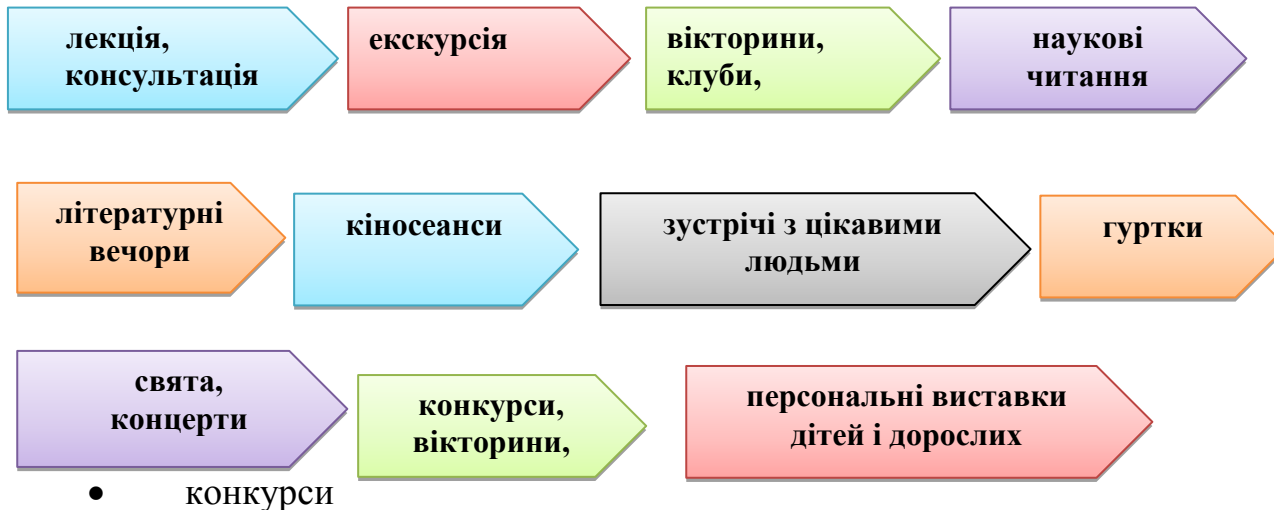 лекція,
консультація
екскурсія
вікторини,
клуби,
наукові
читання
літературні
вечори
кіносеанси
зустрічі з цікавими
людьми
гуртки
свята,
концерти
конкурси,
вікторини,
персональні виставки
дітей і дорослих
• конкурси